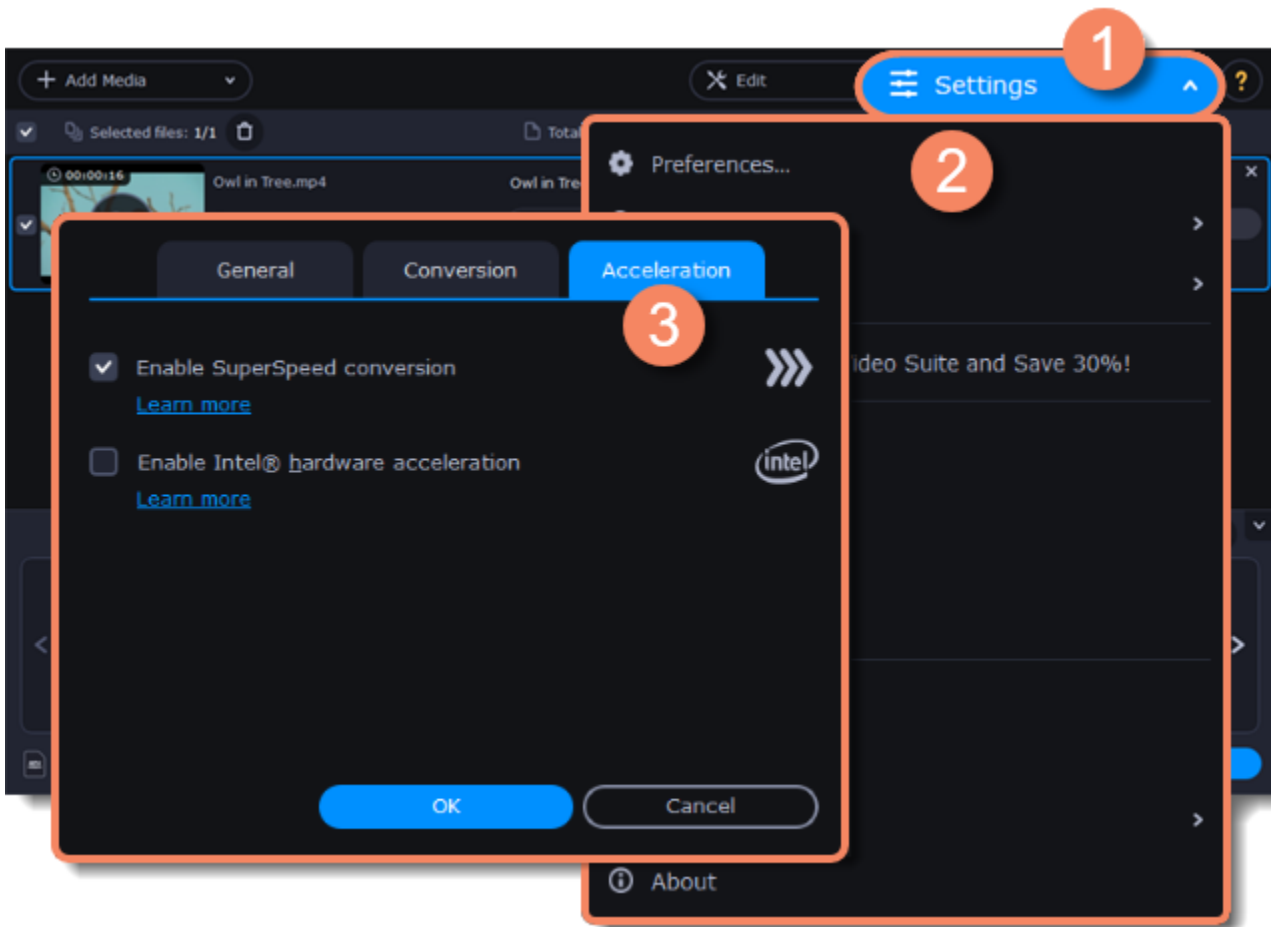 1
+ Add Media
Edit
Settings
?
Selected files: 1/1
Total
2
Preferences...
00:00:16
Owl in Tree.mp4
Owl in Tre
General
Conversion
Acceleration
3
Enable SuperSpeed conversion
Learn more
ideo Suite and Save 30%!
Enable Intel® hardware acceleration
intel
Learn more
OK
Cancel
About